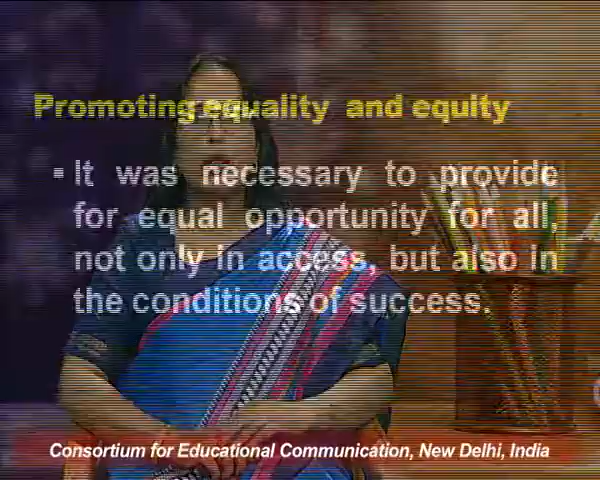 Promoting equality and equity
▪ It was necessary to provide
for equal opportunity for all,
not only in access, but also in
the conditions of success.
Consortium for Educational Communication, New Delhi, India